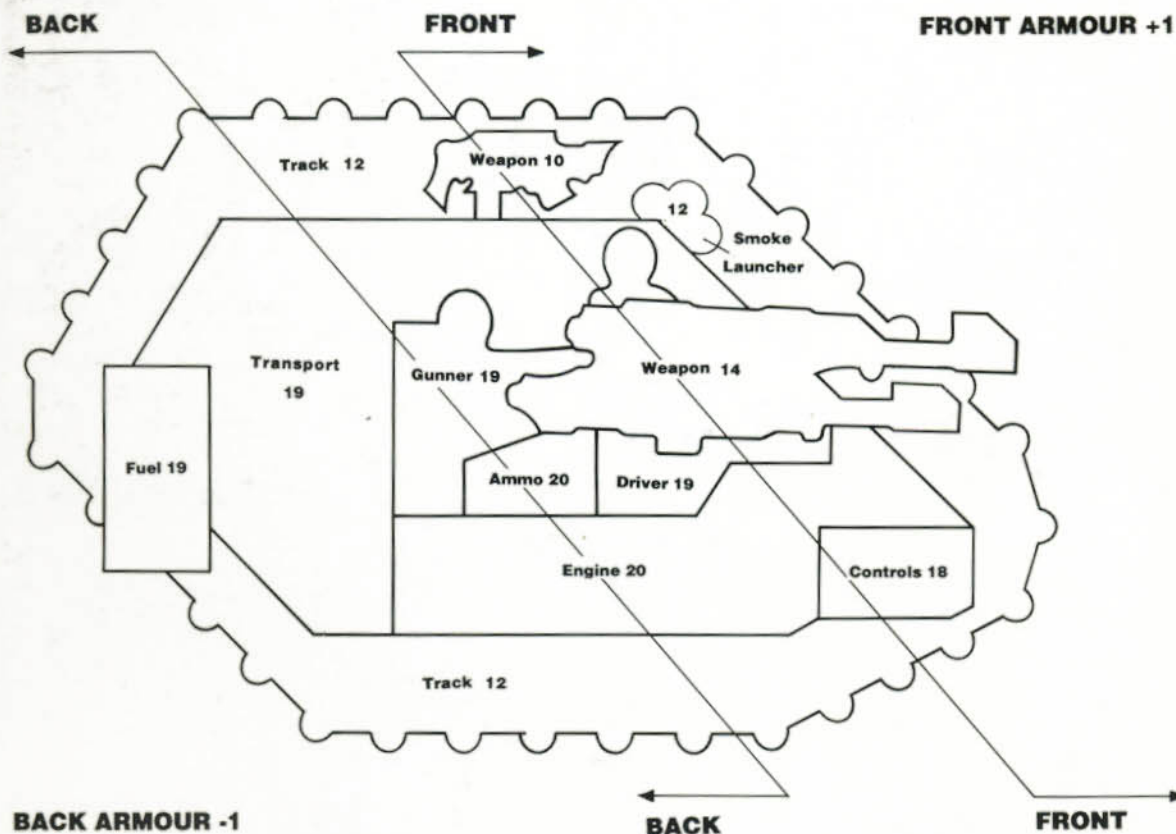 BACK
FRONT
FRONT ARMOUR +1
Track 12
Weapon 10
12
Smoke
Launcher
Transport
19
Gunner 19
Weapon 14
Fuel 19
Ammo 20
Driver 19
Engine 20
Controls 18
Track 12
BACK ARMOUR -1
BACK
FRONT